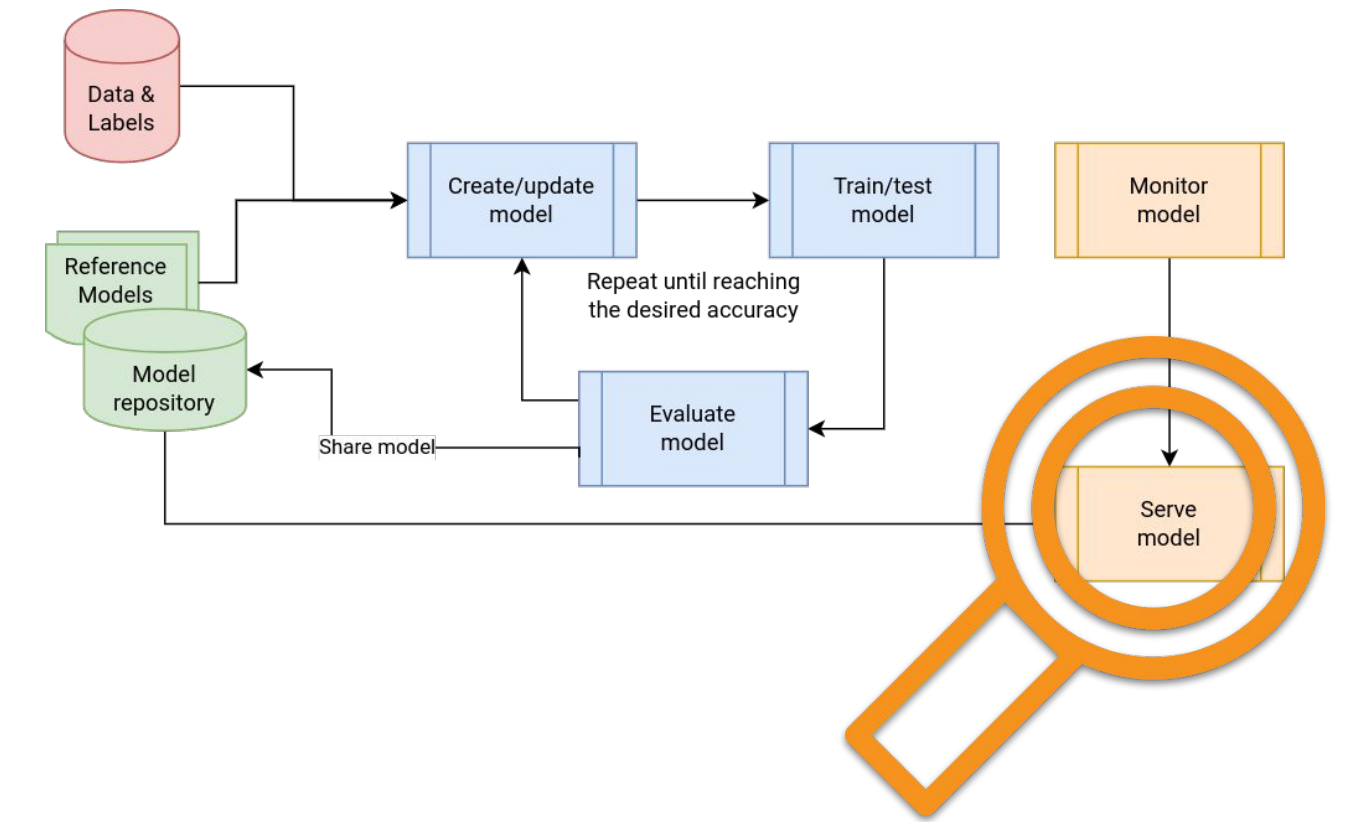 Data &
Labels
Create/update
model
Train/test
model
Monitor
model
Reference
Models
Repeat until reaching
the desired accuracy
Model
repository
Evaluate
model
Share model
Serve
model